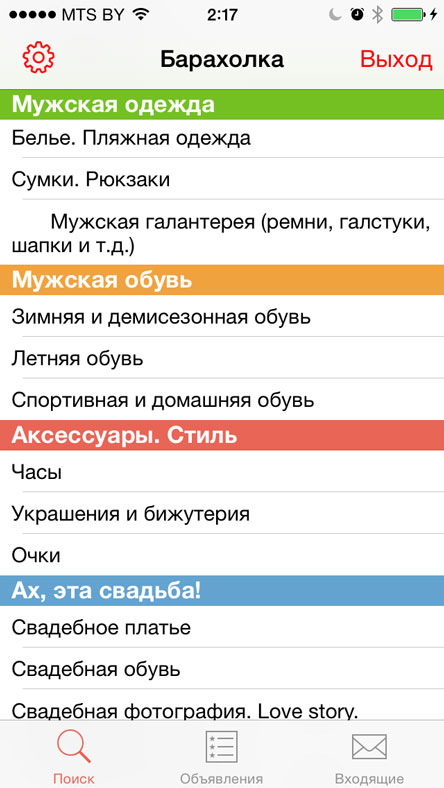 MTS BY 2:17
Барахолка Выход
Мужская одежда
Белье. Пляжная одежда
Сумки. Рюкзаки
Мужская галантерея (ремни, галстуки,
шапки и т.д.)
Мужская обувь
Зимняя и демисезонная обувь
Летняя обувь
Спортивная и домашняя обувь
Аксессуары. Стиль
Часы
Украшения и бижутерия
Очки
Ах, эта свадьба!
Свадебное платье
Свадебная обувь
Свадебная фотография. Love story.
Поиск Объявления Входящие